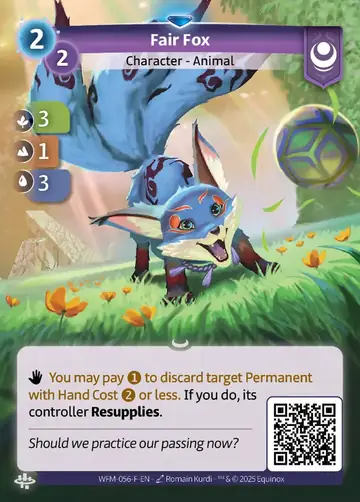 2
Fair Fox
2
Character - Animal
3
1
3
You may pay 1 to discard target Permanent
with Hand Cost 2 or less. If you do, its
controller Resupplies.
Should we practice our passing now?
WFM-056-F-EN - Romain Kurdi - ™ & © 2025 Equinox